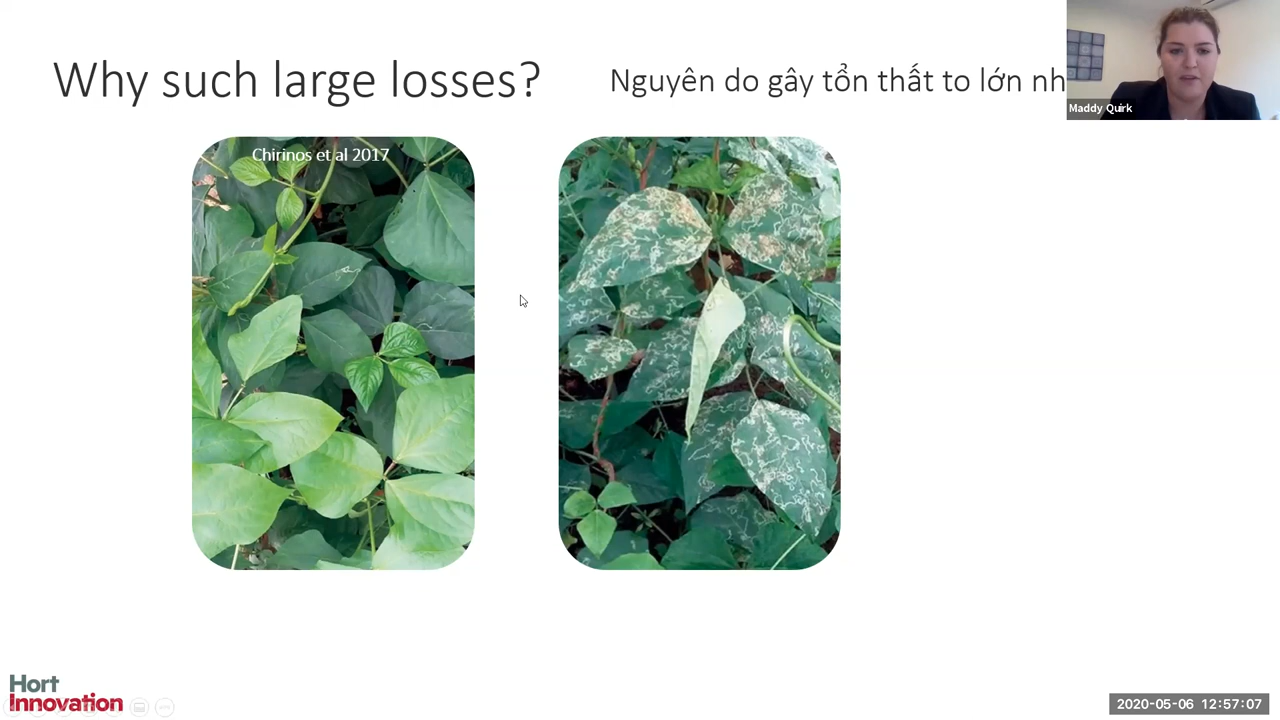 Why such large losses?
Nguyên do gây tổn thất to lớn
Maddy Quirk
Chirinos et al 2017
Hort
Innovation
2020-05-06 12:57:07